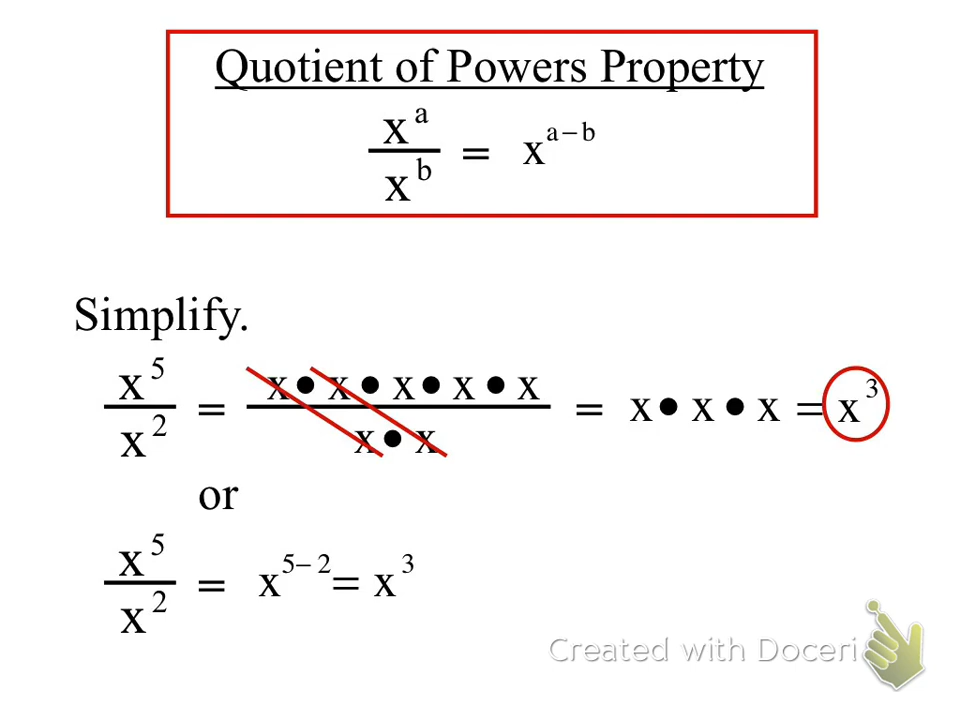 Quotient of Powers Property
x^a / x^b = x^(a−b)
Simplify.
x^5 / x^2 = x • x • x • x • x / x • x = x • x • x = x^3
or
x^5 / x^2 = x^(5−2) = x^3
Created with Doceri